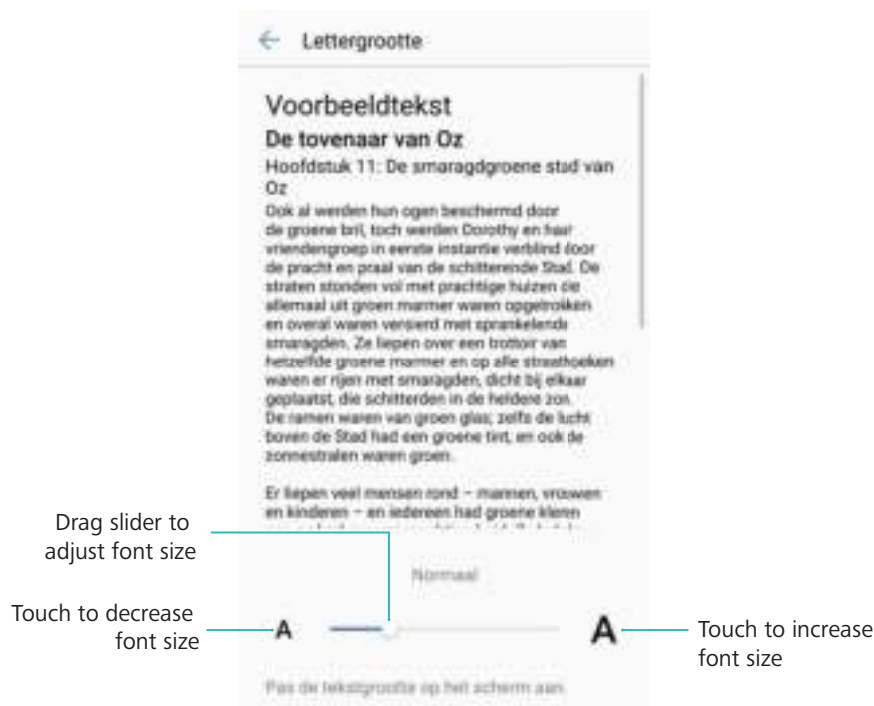 Lettergrootte
Voorbeeldtekst
De tovenaar van Oz
Hoofdstuk 11: De smaragdgroene stad van
Oz
Ook al werden hun ogen beschermd door
de groene bril, toch werden Dorothy en haar
vriendengroep in eerste instantie verblind door
de pracht en praal van de schitterende Stad. De
straten stonden vol met prachtige huizen die
allemaal uit groen marmer waren opgetrokken
en overal waren versierd met sprankelende
smaragden. Ze liepen over een trottoir van
hetzelfde groene marmer en op alle straathoeken
waren er rijen met smaragden, dicht bij elkaar
geplaatst, die schitterden in de heldere zon.
De ramen waren van groen glas; zelfs de lucht
boven de Stad had een groene tint, en ook de
zonnestralen waren groen.
Er liepen veel mensen rond – mannen, vrouwen
en kinderen – en iedereen had groene kleren
Drag slider to
adjust font size
Normaal
Touch to decrease
font size
A
A
Touch to increase
font size
Pas de tekstgrootte op het scherm aan.